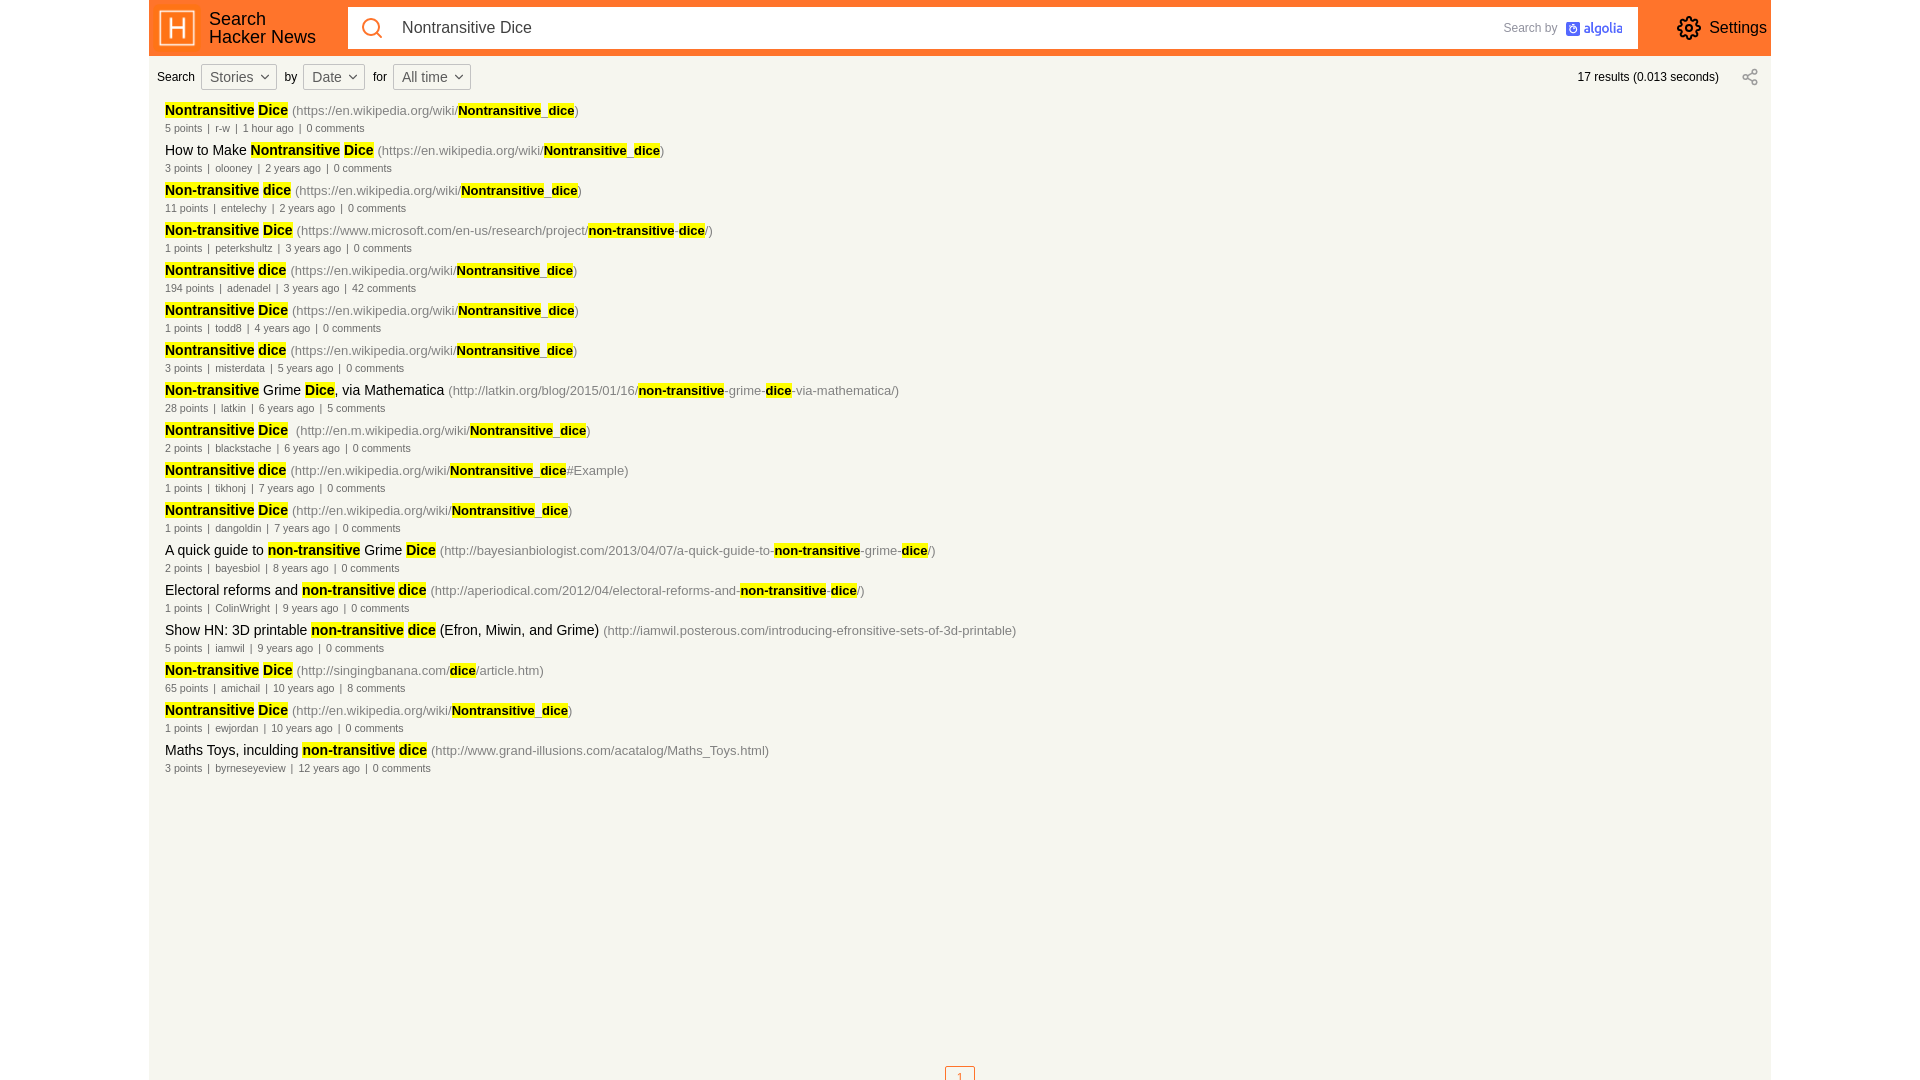 Search
Hacker News
Nontransitive Dice
Search by algolia
Settings
Search Stories by Date for All time
17 results (0.013 seconds)
Nontransitive Dice (https://en.wikipedia.org/wiki/Nontransitive_dice)
5 points | r-w | 1 hour ago | 0 comments
How to Make Nontransitive Dice (https://en.wikipedia.org/wiki/Nontransitive_dice)
3 points | olooney | 2 years ago | 0 comments
Non-transitive dice (https://en.wikipedia.org/wiki/Nontransitive_dice)
11 points | entelechy | 2 years ago | 0 comments
Non-transitive Dice (https://www.microsoft.com/en-us/research/project/non-transitive-dice/)
1 points | peterkshultz | 3 years ago | 0 comments
Nontransitive dice (https://en.wikipedia.org/wiki/Nontransitive_dice)
194 points | adenadel | 3 years ago | 42 comments
Nontransitive Dice (https://en.wikipedia.org/wiki/Nontransitive_dice)
1 points | todd8 | 4 years ago | 0 comments
Nontransitive dice (https://en.wikipedia.org/wiki/Nontransitive_dice)
3 points | misterdata | 5 years ago | 0 comments
Non-transitive Grime Dice, via Mathematica (http://latkin.org/blog/2015/01/16/non-transitive-grime-dice-via-mathematica/)
28 points | latkin | 6 years ago | 5 comments
Nontransitive Dice (http://en.m.wikipedia.org/wiki/Nontransitive_dice)
2 points | blackstache | 6 years ago | 0 comments
Nontransitive dice (http://en.wikipedia.org/wiki/Nontransitive_dice#Example)
1 points | tikhonj | 7 years ago | 0 comments
Nontransitive Dice (http://en.wikipedia.org/wiki/Nontransitive_dice)
1 points | dangoldin | 7 years ago | 0 comments
A quick guide to non-transitive Grime Dice (http://bayesianbiologist.com/2013/04/07/a-quick-guide-to-non-transitive-grime-dice/)
2 points | bayesbiol | 8 years ago | 0 comments
Electoral reforms and non-transitive dice (http://aperiodical.com/2012/04/electoral-reforms-and-non-transitive-dice/)
1 points | ColinWright | 9 years ago | 0 comments
Show HN: 3D printable non-transitive dice (Efron, Miwin, and Grime) (http://iamwil.posterous.com/introducing-efronsitive-sets-of-3d-printable)
5 points | iamwil | 9 years ago | 0 comments
Non-transitive Dice (http://singingbanana.com/dice/article.htm)
65 points | amichail | 10 years ago | 8 comments
Nontransitive Dice (http://en.wikipedia.org/wiki/Nontransitive_dice)
1 points | ewjordan | 10 years ago | 0 comments
Maths Toys, inculding non-transitive dice (http://www.grand-illusions.com/acatalog/Maths_Toys.html)
3 points | byrneseyeview | 12 years ago | 0 comments
1